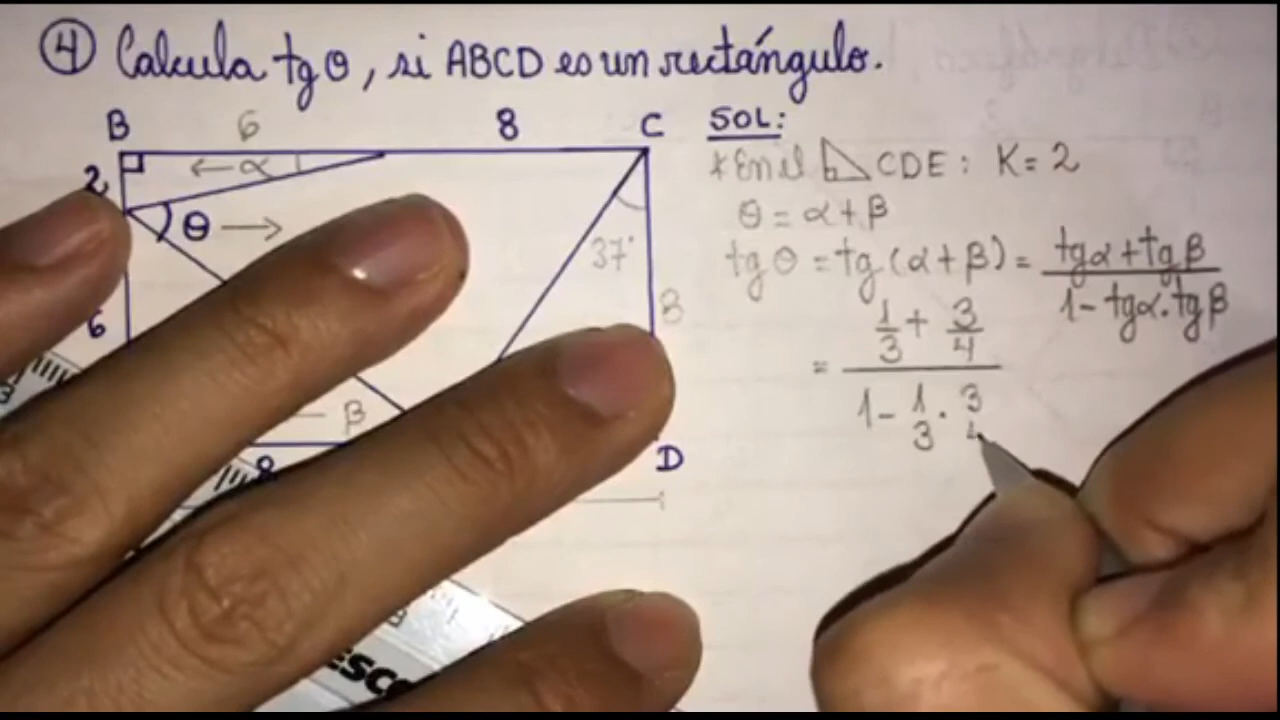 ④ Calcula tgθ, si ABCD es un rectángulo.
B 6 8 C
2 ← α
θ →
37°
8
6
β
8
D
SOL:
* En el CDE: K = 2
θ = α + β
tgθ = tg(α + β) = tgα + tgβ
1 - tgα . tgβ
= 1/3 + 3/4
1 - 1/3 . 3/4